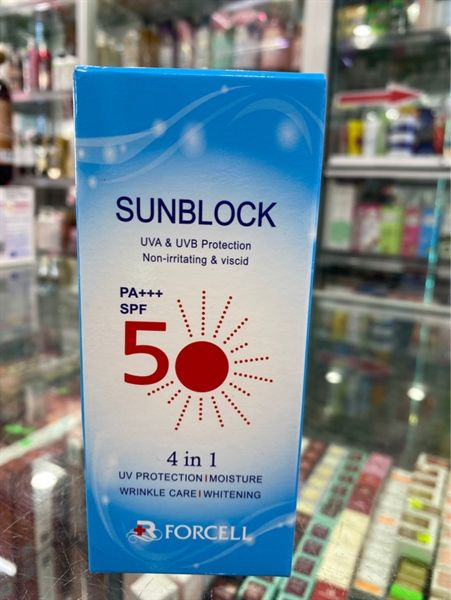 SUNBLOCK
UVA & UVB Protection
Non-irritating & viscid
PA+++
SPF
50
4 in 1
UV PROTECTION | MOISTURE
WRINKLE CARE | WHITENING
R FORCELL